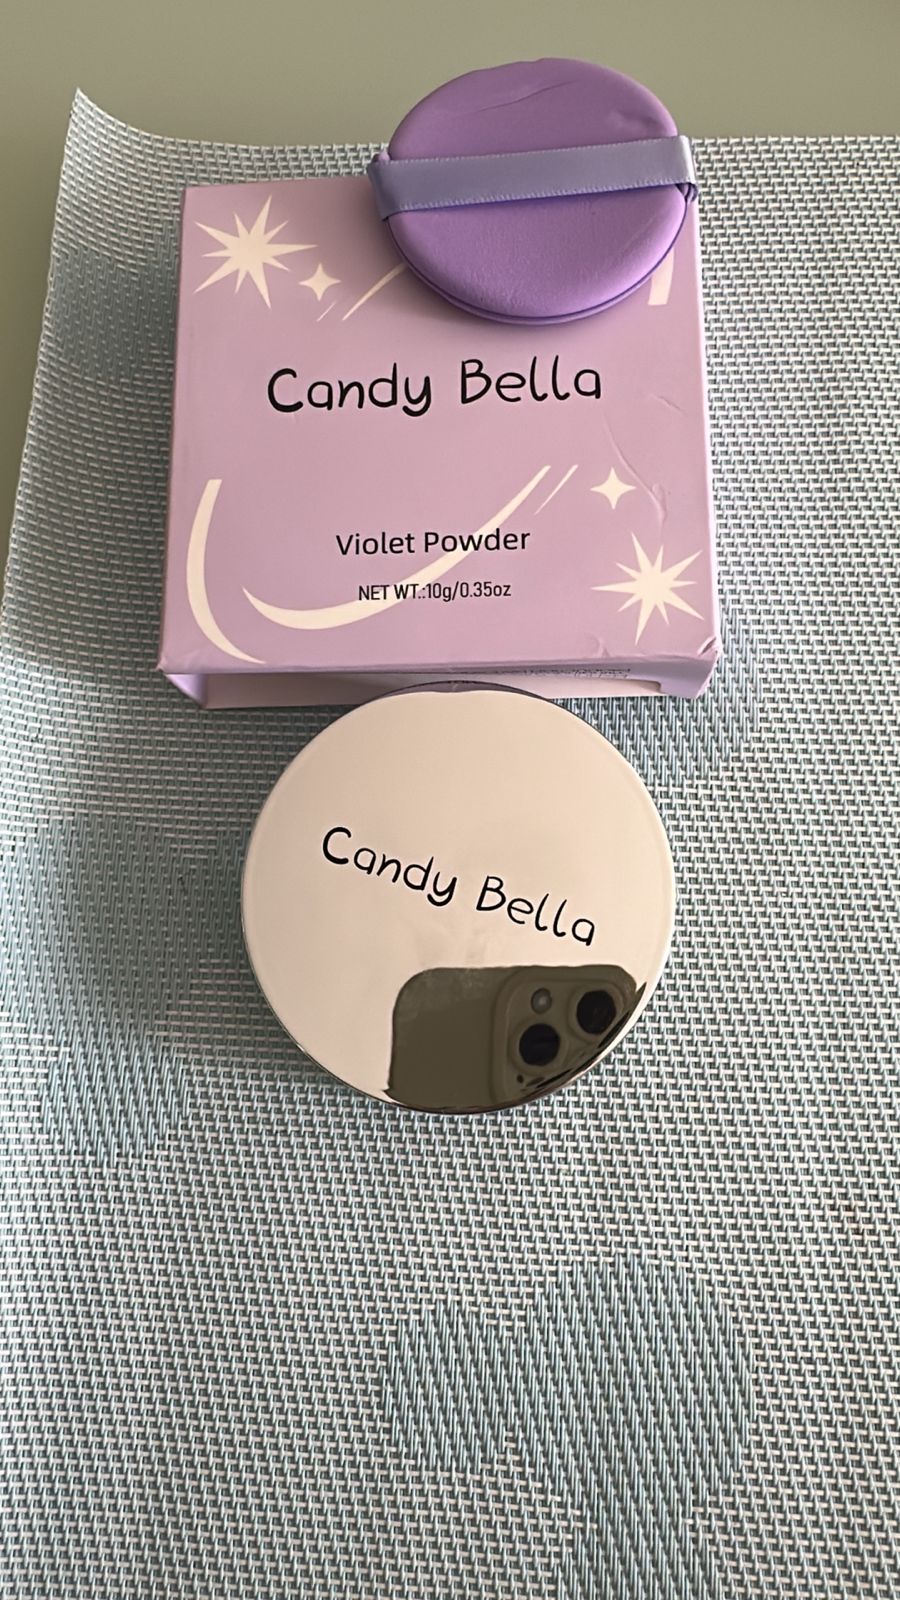 Candy Bella
Violet Powder
NET WT.:10g/0.35oz
Candy Bella